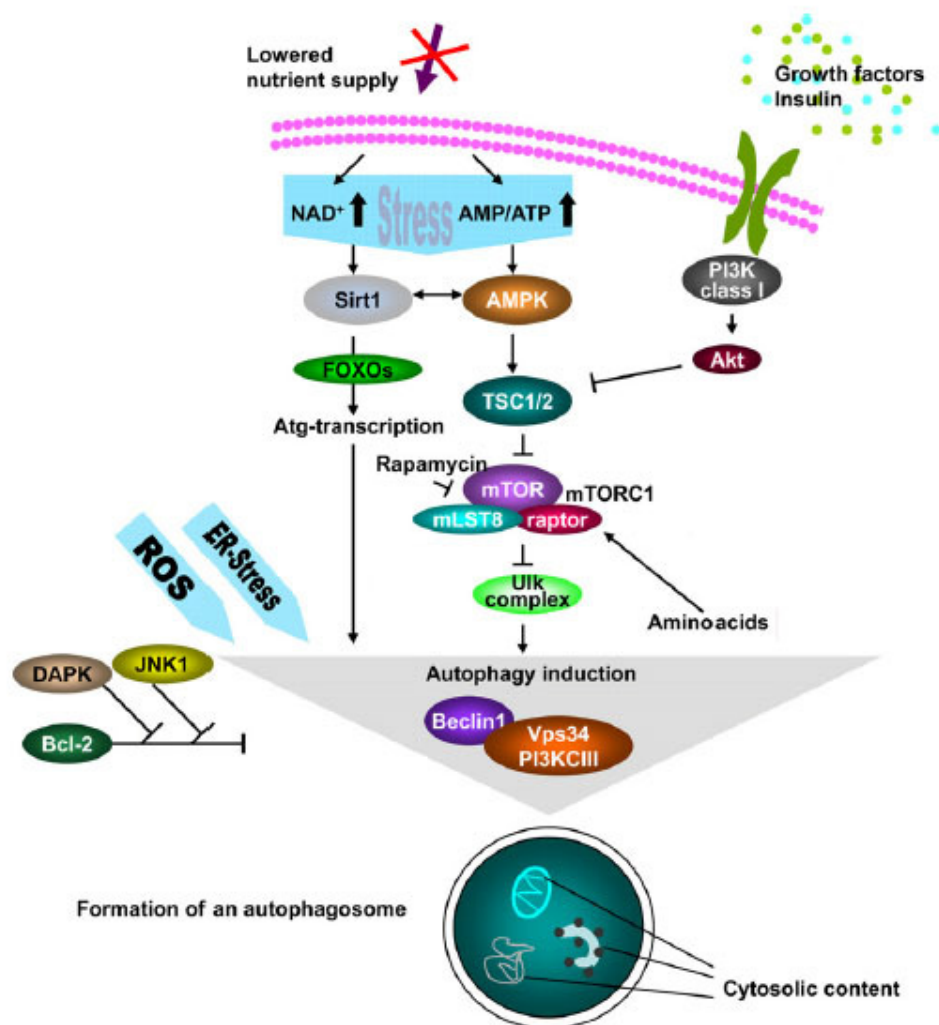 Lowered
nutrient supply
Growth factors
Insulin
NAD+
Stress
AMP/ATP
PI3K
class I
Sirt1
AMPK
Akt
FOXOs
TSC1/2
Atg-transcription
Rapamycin
mTOR
mTORC1
mLST8
raptor
ROS
ER-Stress
Ulk
complex
Amino acids
DAPK
JNK1
Autophagy induction
Beclin1
Bcl-2
Vps34
PI3KCIII
Formation of an autophagosome
Cytosolic content